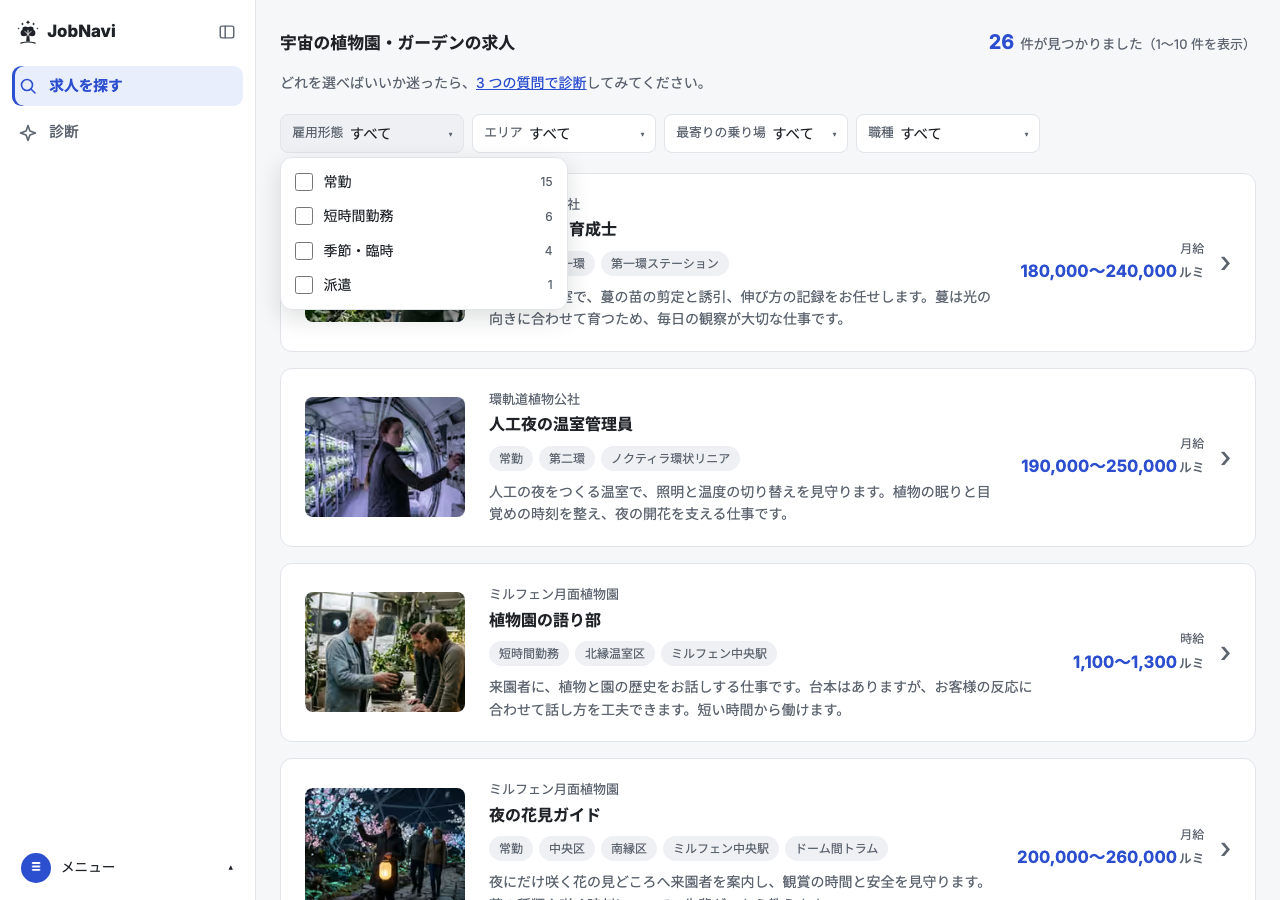 JobNavi
求人を探す
診断
メニュー
宇宙の植物園・ガーデンの求人
26 件が見つかりました（1〜10 件を表示）
どれを選べばいいか迷ったら、3 つの質問で診断してみてください。
雇用形態 すべて
エリア すべて
最寄りの乗り場 すべて
職種 すべて
常勤 15
短時間勤務 6
季節・臨時 4
派遣 1
社
育成士
一環
第一環ステーション
室で、蔓の苗の剪定と誘引、伸び方の記録をお任せします。蔓は光の
向きに合わせて育つため、毎日の観察が大切な仕事です。
月給
180,000〜240,000 ルミ
環軌道植物公社
人工夜の温室管理員
常勤 第二環 ノクティラ環状リニア
人工の夜をつくる温室で、照明と温度の切り替えを見守ります。植物の眠りと目
覚めの時刻を整え、夜の開花を支える仕事です。
月給
190,000〜250,000 ルミ
ミルフェン月面植物園
植物園の語り部
短時間勤務 北縁温室区 ミルフェン中央駅
来園者に、植物と園の歴史をお話しする仕事です。台本はありますが、お客様の反応に
合わせて話し方を工夫できます。短い時間から働けます。
時給
1,100〜1,300 ルミ
ミルフェン月面植物園
夜の花見ガイド
常勤 中央区 南縁区 ミルフェン中央駅 ドーム間トラム
夜にだけ咲く花の見どころへ来園者を案内し、観賞の時間と安全を見守ります。
月給
200,000〜260,000 ルミ